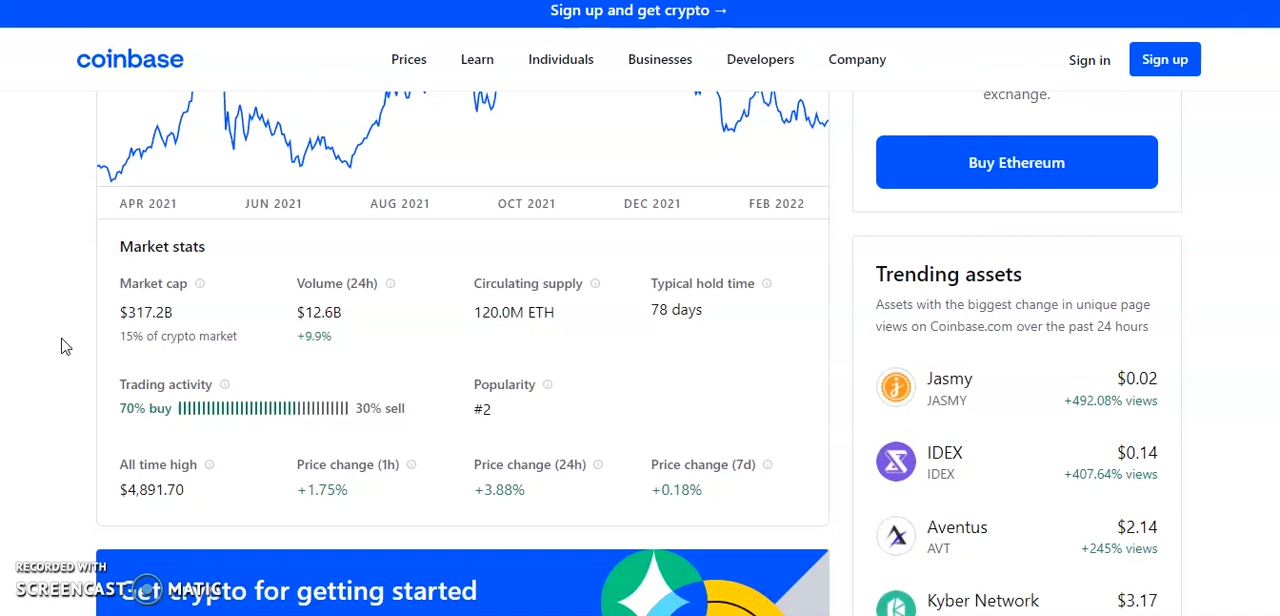 Sign up and get crypto →
coinbase
Prices Learn Individuals Businesses Developers Company
Sign in Sign up
exchange.
Buy Ethereum
APR 2021 JUN 2021 AUG 2021 OCT 2021 DEC 2021 FEB 2022
Market stats
Market cap Volume (24h) Circulating supply Typical hold time
$317.2B $12.6B 120.0M ETH 78 days
15% of crypto market +9.9%
Trading activity Popularity
70% buy 30% sell #2
All time high Price change (1h) Price change (24h) Price change (7d)
$4,891.70 +1.75% +3.88% +0.18%
Trending assets
Assets with the biggest change in unique page
views on Coinbase.com over the past 24 hours
Jasmy $0.02
JASMY +492.08% views
IDEX $0.14
IDEX +407.64% views
Aventus $2.14
AVT +245% views
Kyber Network $3.17
Get crypto for getting started
RECORDED WITH
SCREENCAST MATIC